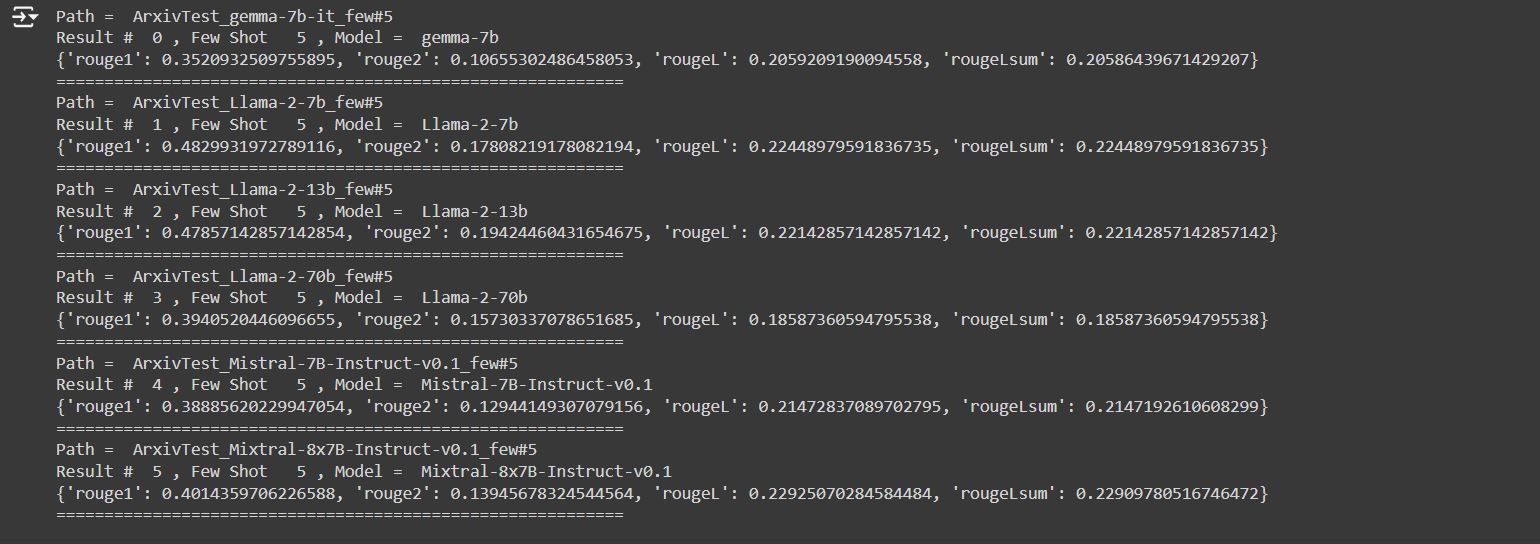 Path =  ArxivTest_gemma-7b-it_few#5
Result #  0 , Few Shot   5 , Model =  gemma-7b
{'rouge1': 0.3520932509755895, 'rouge2': 0.10655302486458053, 'rougeL': 0.2059209190094558, 'rougeLsum': 0.20586439671429207}
===========================================================
Path =  ArxivTest_Llama-2-7b_few#5
Result #  1 , Few Shot   5 , Model =  Llama-2-7b
{'rouge1': 0.4829931972789116, 'rouge2': 0.17808219178082194, 'rougeL': 0.22448979591836735, 'rougeLsum': 0.22448979591836735}
===========================================================
Path =  ArxivTest_Llama-2-13b_few#5
Result #  2 , Few Shot   5 , Model =  Llama-2-13b
{'rouge1': 0.47857142857142854, 'rouge2': 0.19424460431654675, 'rougeL': 0.22142857142857142, 'rougeLsum': 0.22142857142857142}
===========================================================
Path =  ArxivTest_Llama-2-70b_few#5
Result #  3 , Few Shot   5 , Model =  Llama-2-70b
{'rouge1': 0.3940520446096655, 'rouge2': 0.15730337078651685, 'rougeL': 0.18587360594795538, 'rougeLsum': 0.18587360594795538}
===========================================================
Path =  ArxivTest_Mistral-7B-Instruct-v0.1_few#5
Result #  4 , Few Shot   5 , Model =  Mistral-7B-Instruct-v0.1
{'rouge1': 0.38885620229947054, 'rouge2': 0.12944149307079156, 'rougeL': 0.21472837089702795, 'rougeLsum': 0.2147192610608299}
===========================================================
Path =  ArxivTest_Mixtral-8x7B-Instruct-v0.1_few#5
Result #  5 , Few Shot   5 , Model =  Mixtral-8x7B-Instruct-v0.1
{'rouge1': 0.4014359706226588, 'rouge2': 0.13945678324544564, 'rougeL': 0.22925070284584484, 'rougeLsum': 0.22909780516746472}
===========================================================